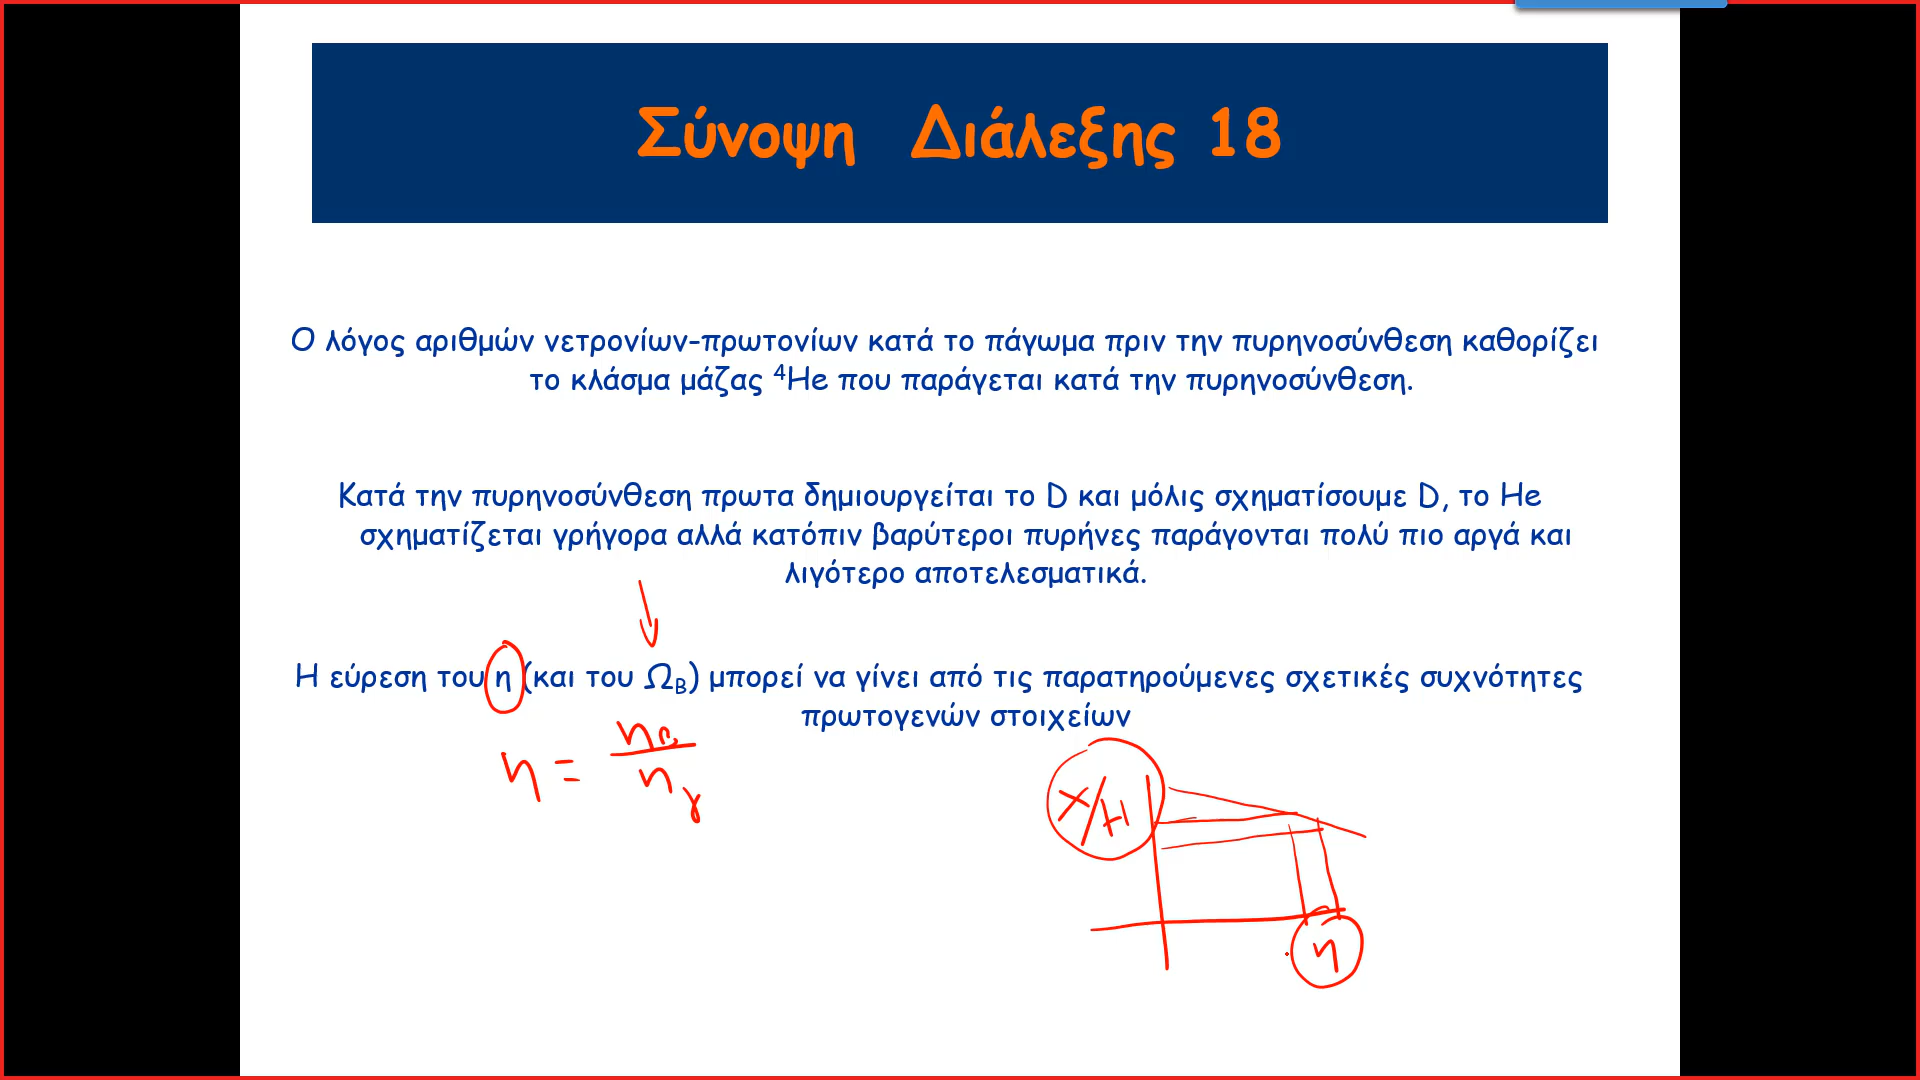 Σύνοψη Διάλεξης 18
Ο λόγος αριθμών νετρονίων-πρωτονίων κατά το πάγωμα πριν την πυρηνοσύνθεση καθορίζει
το κλάσμα μάζας ⁴He που παράγεται κατά την πυρηνοσύνθεση.
Κατά την πυρηνοσύνθεση πρωτα δημιουργείται το D και μόλις σχηματίσουμε D, το He
σχηματίζεται γρήγορα αλλά κατόπιν βαρύτεροι πυρήνες παράγονται πολύ πιο αργά και
λιγότερο αποτελεσματικά.
Η εύρεση του η (και του Ω_B) μπορεί να γίνει από τις παρατηρούμενες σχετικές συχνότητες
πρωτογενών στοιχείων
η = n_B / n_γ
X/H
η